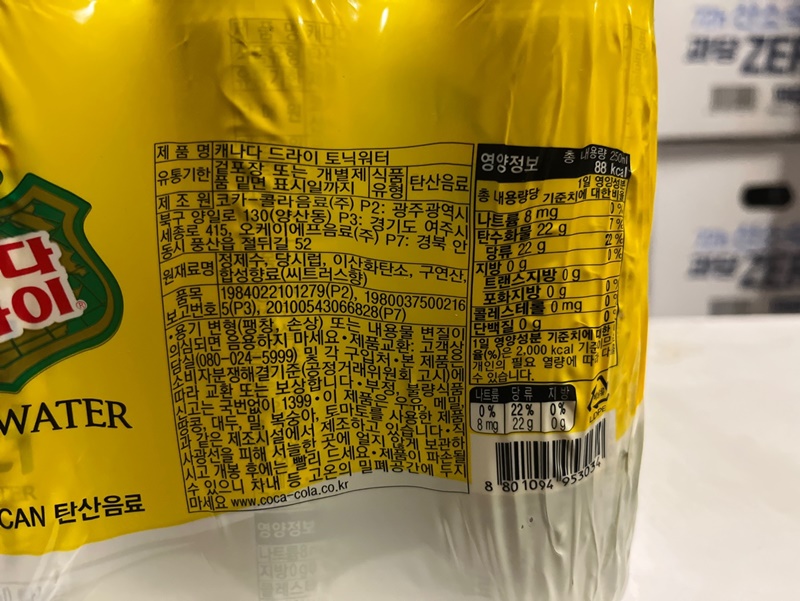 제 품 명 캐나다 드라이 토닉워터
유통기한 겉포장 또는 개별제품 밑면 표시일까지
식품유형 탄산음료
제 조 원 코카-콜라음료(주) P2: 광주광역시
북구 양일로 130(양산동) P3: 경기도 여주시
세종로 415, 오케이에프음료(주) P7: 경북 안
동시 풍산읍 절뒤길 52
원재료명 정제수, 당시럽, 이산화탄소, 구연산,
합성향료(씨트러스향)
품목보고번호 1984022101279(P2), 1980037500216
5(P3), 20100543066828(P7)
용기 변형(팽창, 손상) 또는 내용물 변질이
의심되면 음용하지 마세요•제품교환: 고객상
담실(080-024-5999) 및 각 구입처•본 제품은
소비자분쟁해결기준(공정거래위원회 고시)에
따라 교환 또는 보상합니다•부정, 불량식품
신고는 국번없이 1399•이 제품은 우유, 메밀,
땅콩, 대두, 밀, 복숭아, 토마토를 사용한 제품
과 같은 제조시설에서 제조하고 있습니다•직
사광선을 피해 서늘한 곳에 얼지 않게 보관하
시고 개봉 후에는 빨리 드세요•제품이 파손될
수 있으니 차내 등 고온의 밀폐공간에 두지
마세요 www.coca-cola.co.kr
영양정보
총 내용량 250ml
88 kcal
총 내용량당
1일 영양성분
기준치에 대한 비율
나트륨 8 mg 0 %
탄수화물 22 g 7 %
당류 22 g 22 %
지방 0 g 0 %
트랜스지방 0 g
포화지방 0 g
콜레스테롤 0 mg
단백질 0 g
1일 영양성분 기준치에 대한
율(%)은 2,000 kcal
개인의 필요 열량에 따라
수 있습니다.
나트륨 당 류 지 방
0 % 22 % 0 %
8 mg 22 g 0 g
8 801094 953034
다
라이
®
WATER
CAN 탄산음료
ZER
ZER